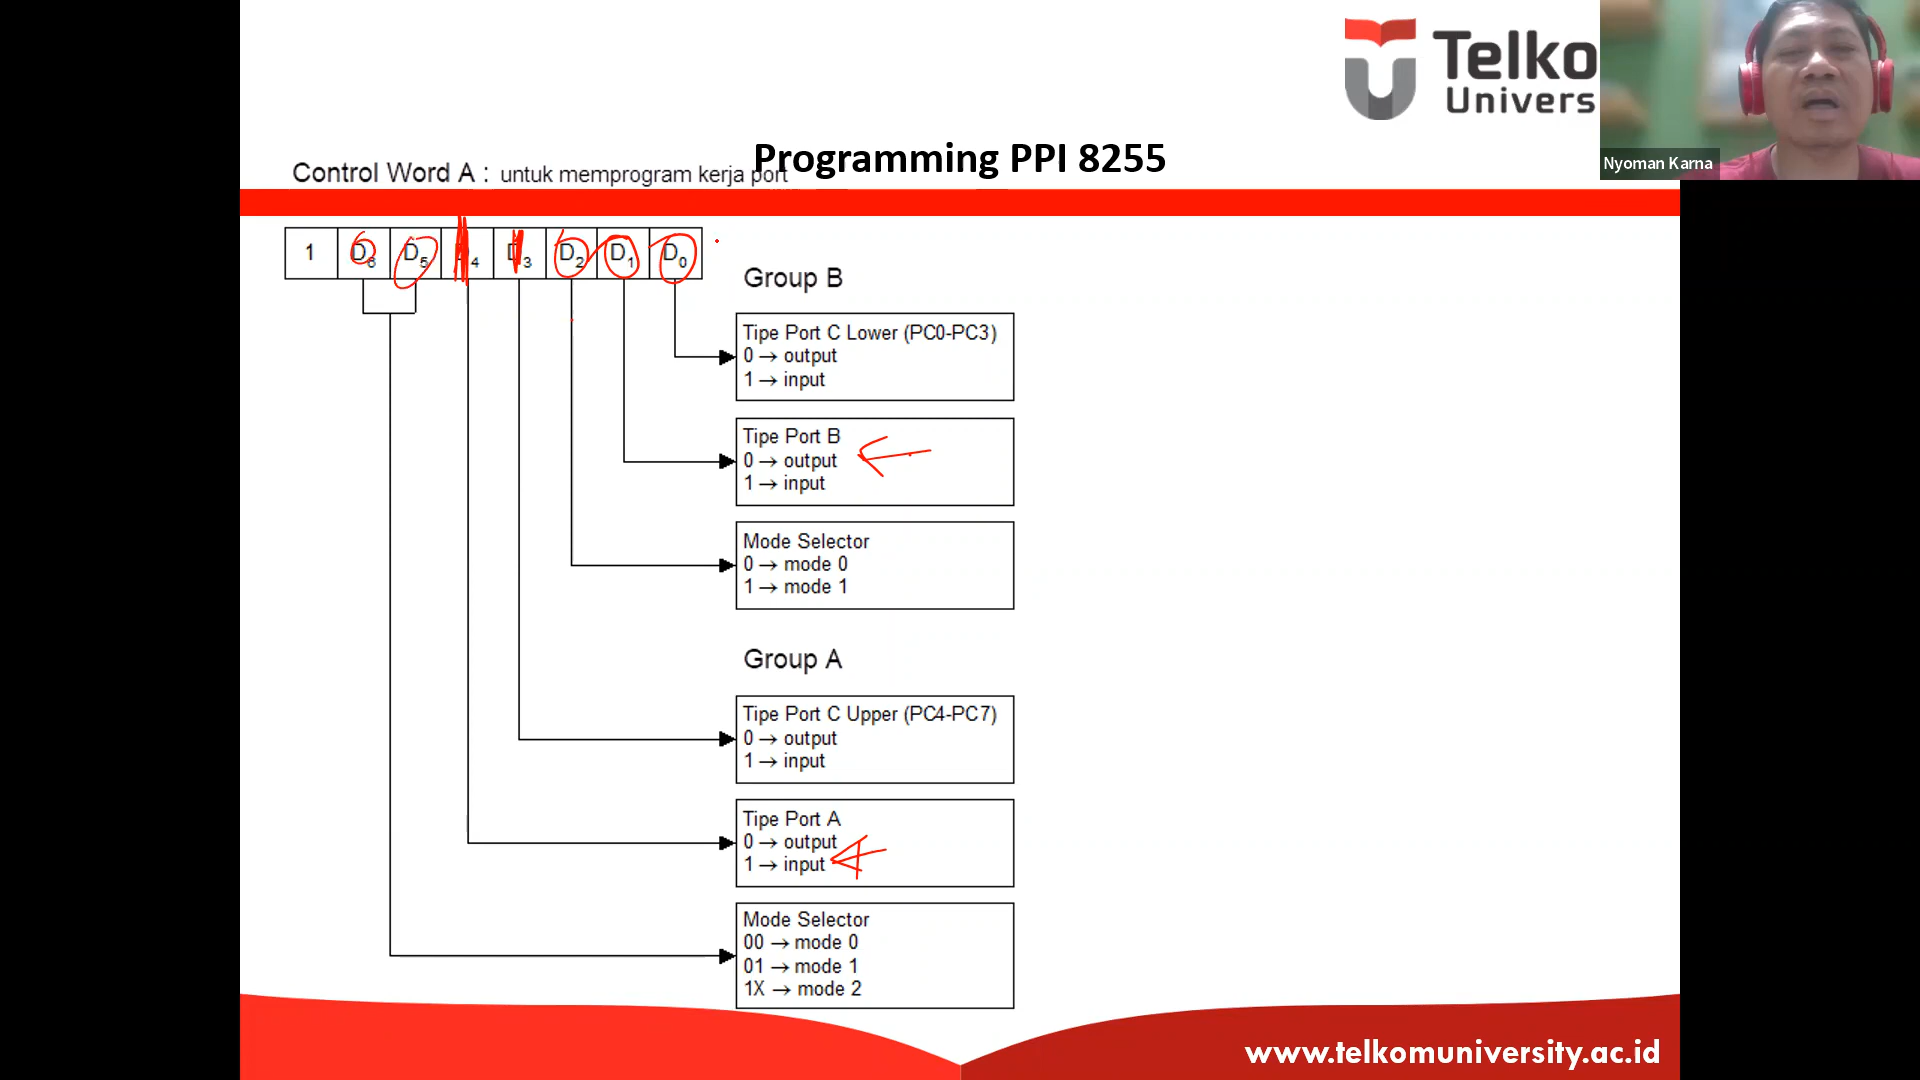 Telko
Univers
Nyoman Karna
Programming PPI 8255
Control Word A : untuk memprogram kerja port
1 D6 D5 4 D3 D2 D1 D0
Group B
Tipe Port C Lower (PC0-PC3)
0 → output
1 → input
Tipe Port B
0 → output
1 → input
Mode Selector
0 → mode 0
1 → mode 1
Group A
Tipe Port C Upper (PC4-PC7)
0 → output
1 → input
Tipe Port A
0 → output
1 → input
Mode Selector
00 → mode 0
01 → mode 1
1X → mode 2
www.telkomuniversity.ac.id